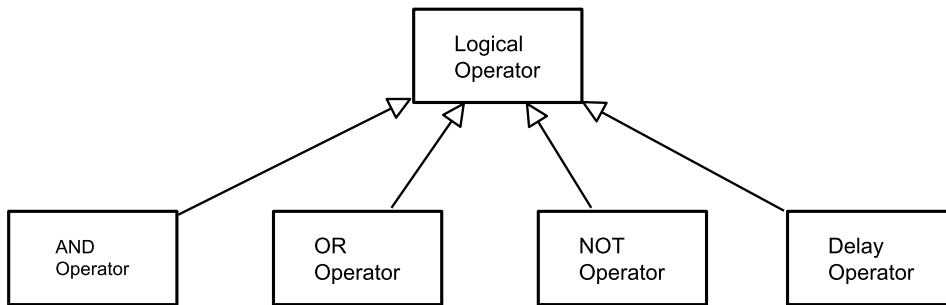 Logical
Operator
AND
Operator
OR
Operator
NOT
Operator
Delay
Operator